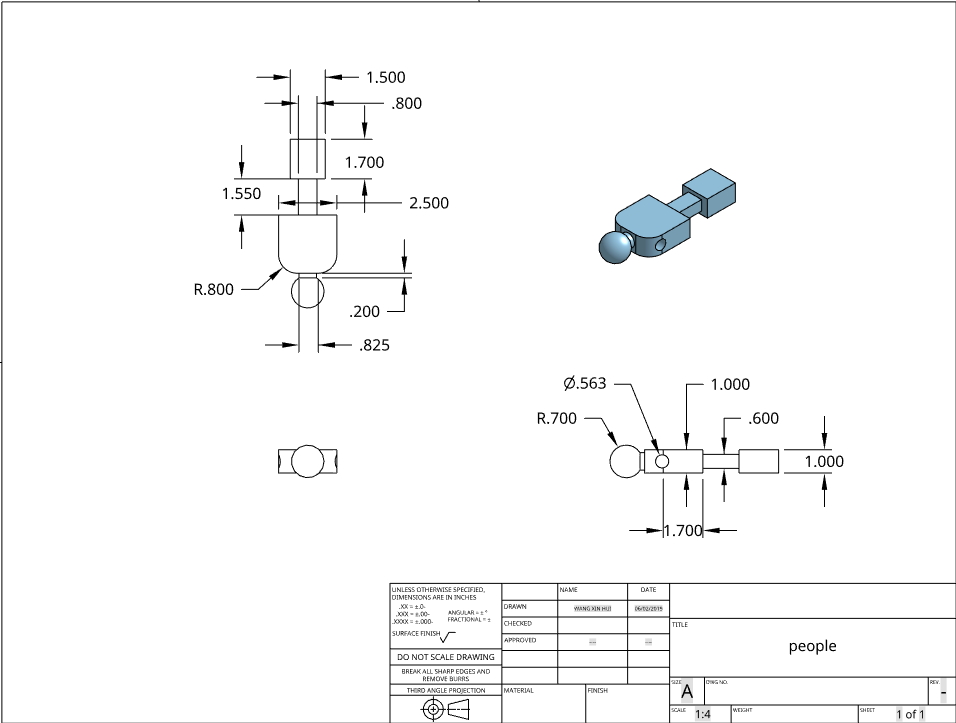 1.500
.800
1.700
1.550
2.500
R.800
.200
.825
Ø.563
1.000
R.700
.600
1.000
1.700
UNLESS OTHERWISE SPECIFIED,
DIMENSIONS ARE IN INCHES
.XX = ±.0-
.XXX = ±.00-
.XXXX = ±.000-
ANGULAR = ± °
FRACTIONAL = ±
SURFACE FINISH
DO NOT SCALE DRAWING
BREAK ALL SHARP EDGES AND
REMOVE BURRS
THIRD ANGLE PROJECTION
NAME
DATE
DRAWN
WANG XIN HUI
06/02/2019
CHECKED
APPROVED
MATERIAL
FINISH
TITLE
people
SIZE
A
DWG NO.
REV.
-
SCALE
1:4
WEIGHT
SHEET
1 of 1